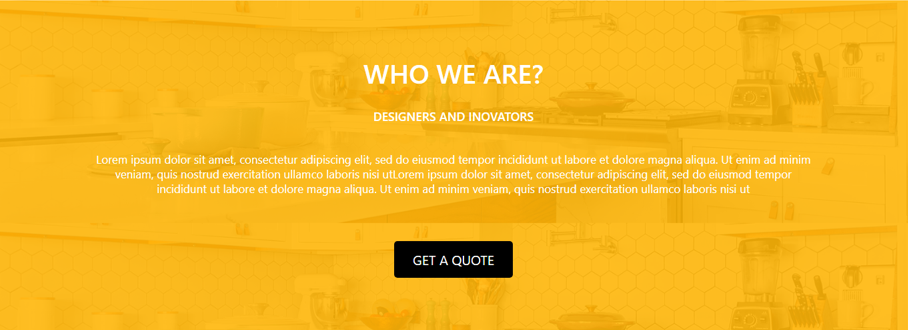 WHO WE ARE?
DESIGNERS AND INOVATORS
Lorem ipsum dolor sit amet, consectetur adipiscing elit, sed do eiusmod tempor incididunt ut labore et dolore magna aliqua. Ut enim ad minim
veniam, quis nostrud exercitation ullamco laboris nisi utLorem ipsum dolor sit amet, consectetur adipiscing elit, sed do eiusmod tempor
incididunt ut labore et dolore magna aliqua. Ut enim ad minim veniam, quis nostrud exercitation ullamco laboris nisi ut
GET A QUOTE